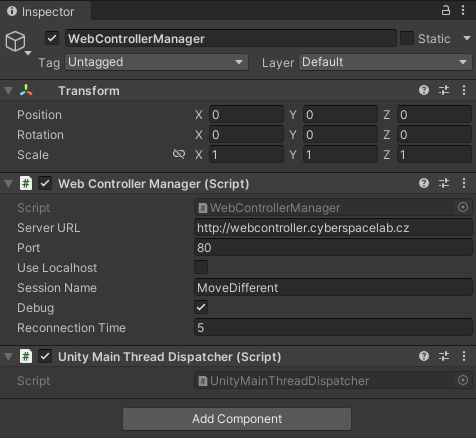 Inspector
WebControllerManager Static
Tag Untagged Layer Default
Transform
Position X 0 Y 0 Z 0
Rotation X 0 Y 0 Z 0
Scale X 1 Y 1 Z 1
# Web Controller Manager (Script)
Script # WebControllerManager
Server URL http://webcontroller.cyberspacelab.cz
Port 80
Use Localhost
Session Name MoveDifferent
Debug
Reconnection Time 5
# Unity Main Thread Dispatcher (Script)
Script # UnityMainThreadDispatcher
Add Component